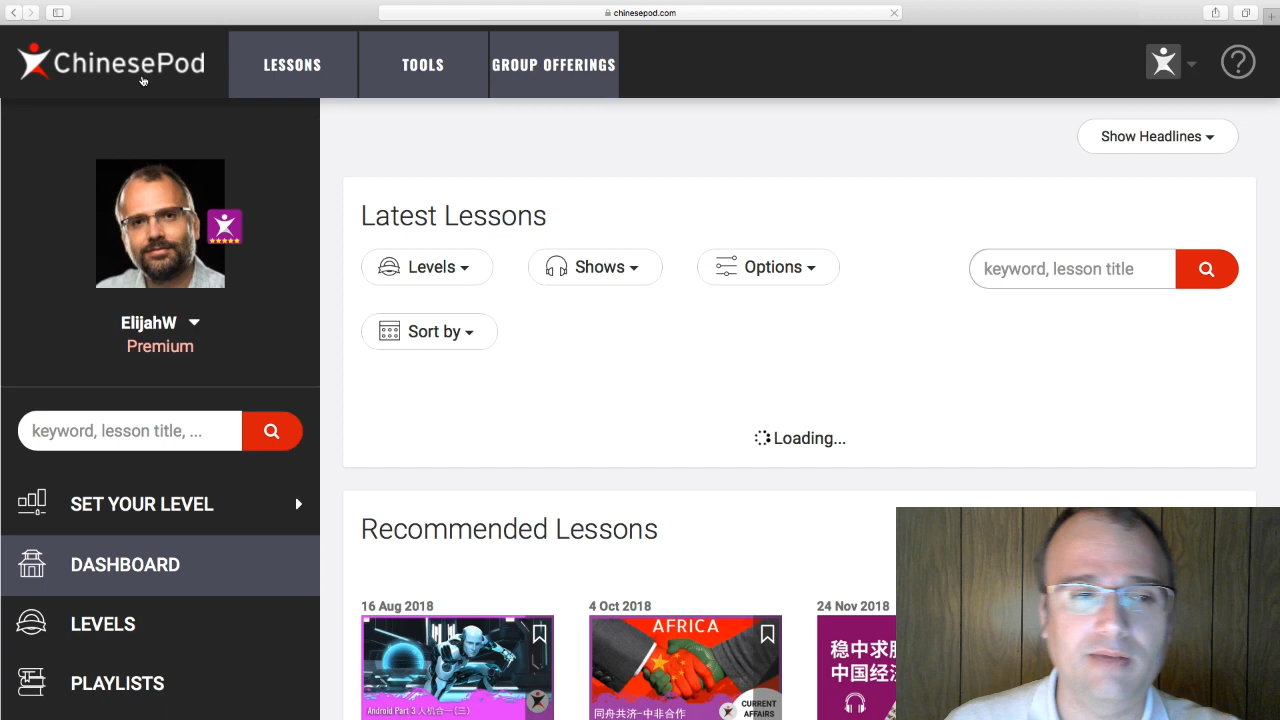 chinesepod.com
ChinesePod
LESSONS
TOOLS
GROUP OFFERINGS
ElijahW
Premium
keyword, lesson title, ...
SET YOUR LEVEL
DASHBOARD
LEVELS
PLAYLISTS
Show Headlines
Latest Lessons
Levels
Shows
Options
keyword, lesson title
Sort by
Loading...
Recommended Lessons
16 Aug 2018
4 Oct 2018
24 Nov 2018
Android Part 3 人机合一(三)
AFRICA
CURRENT
AFFAIRS
同舟共济-中非合作
稳中求
中国经